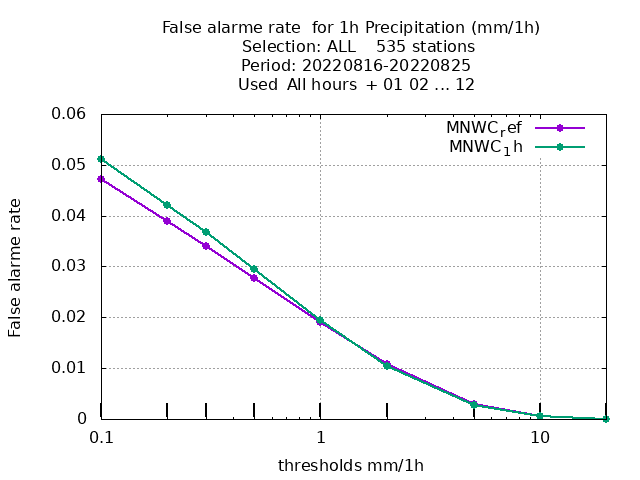 False alarme rate  for 1h Precipitation (mm/1h)
Selection: ALL    535 stations
Period: 20220816-20220825
Used  All hours  + 01 02 ... 12
MNWC_ref
MNWC_1h
0.06
0.05
0.04
0.03
0.02
0.01
0
False alarme rate
0.1 1 10
thresholds mm/1h